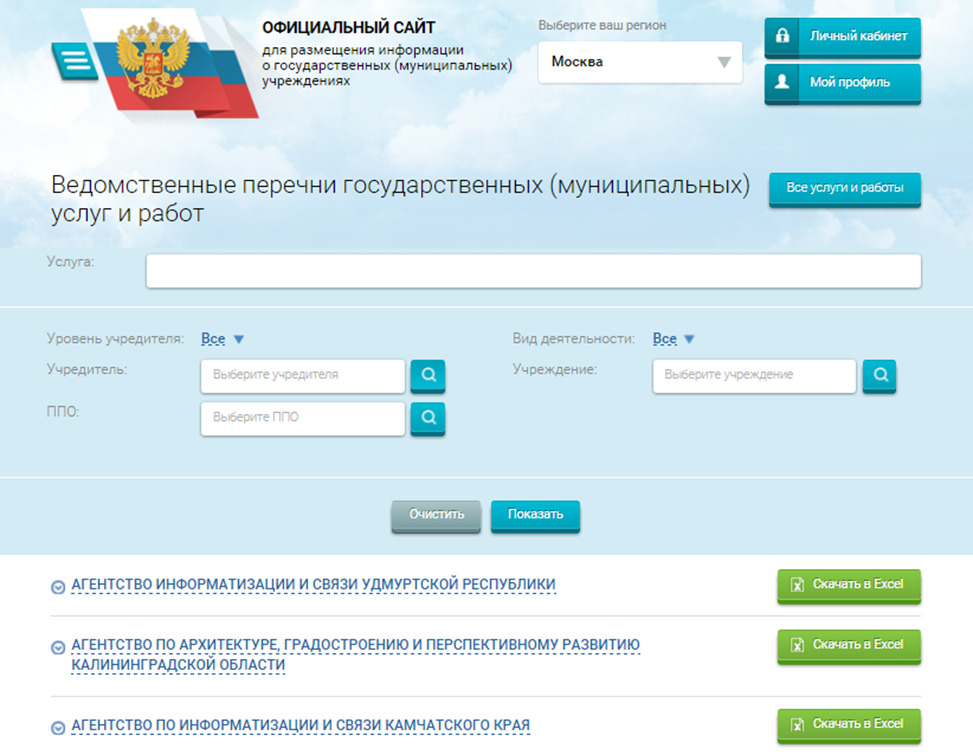 ОФИЦИАЛЬНЫЙ САЙТ
для размещения информации
о государственных (муниципальных)
учреждениях
Выберите ваш регион
Москва
Личный кабинет
Мой профиль
Ведомственные перечни государственных (муниципальных)
услуг и работ
Все услуги и работы
Услуга:
Уровень учредителя: Все
Вид деятельности: Все
Учредитель: Выберите учредителя
Учреждение: Выберите учреждение
ППО: Выберите ППО
Очистить
Показать
АГЕНТСТВО ИНФОРМАТИЗАЦИИ И СВЯЗИ УДМУРТСКОЙ РЕСПУБЛИКИ
Скачать в Excel
АГЕНТСТВО ПО АРХИТЕКТУРЕ, ГРАДОСТРОЕНИЮ И ПЕРСПЕКТИВНОМУ РАЗВИТИЮ
КАЛИНИНГРАДСКОЙ ОБЛАСТИ
Скачать в Excel
АГЕНТСТВО ПО ИНФОРМАТИЗАЦИИ И СВЯЗИ КАМЧАТСКОГО КРАЯ
Скачать в Excel